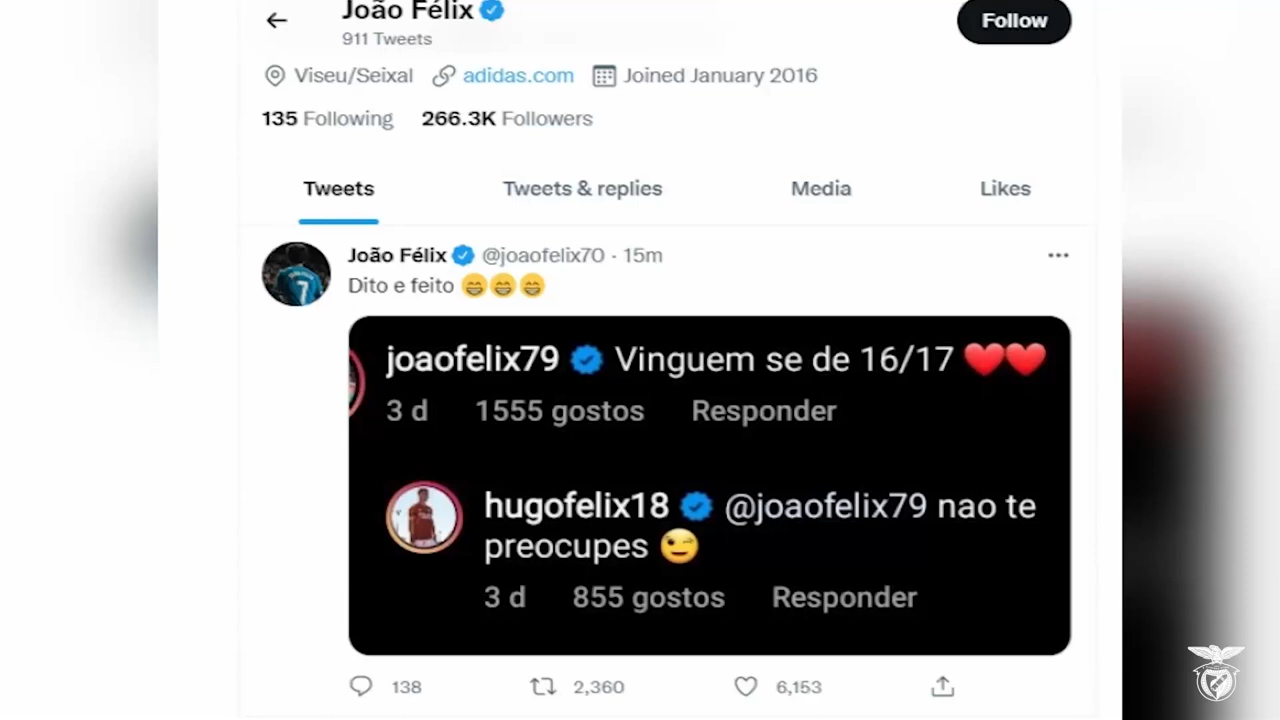 João Félix
911 Tweets
Follow
Viseu/Seixal adidas.com Joined January 2016
135 Following 266.3K Followers
Tweets Tweets & replies Media Likes
João Félix @joaofelix70 · 15m
Dito e feito 😁😁😁
joaofelix79 Vinguem se de 16/17 ❤️❤️
3 d 1555 gostos Responder
hugofelix18 @joaofelix79 nao te
preocupes 😉
3 d 855 gostos Responder
138 2,360 6,153